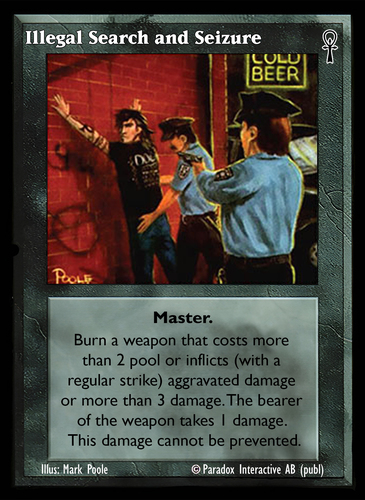 Illegal Search and Seizure
COLD
BEER
POOLE
Master.
Burn a weapon that costs more
than 2 pool or inflicts (with a
regular strike) aggravated damage
or more than 3 damage. The bearer
of the weapon takes 1 damage.
This damage cannot be prevented.
Illus: Mark Poole
© Paradox Interactive AB (publ)